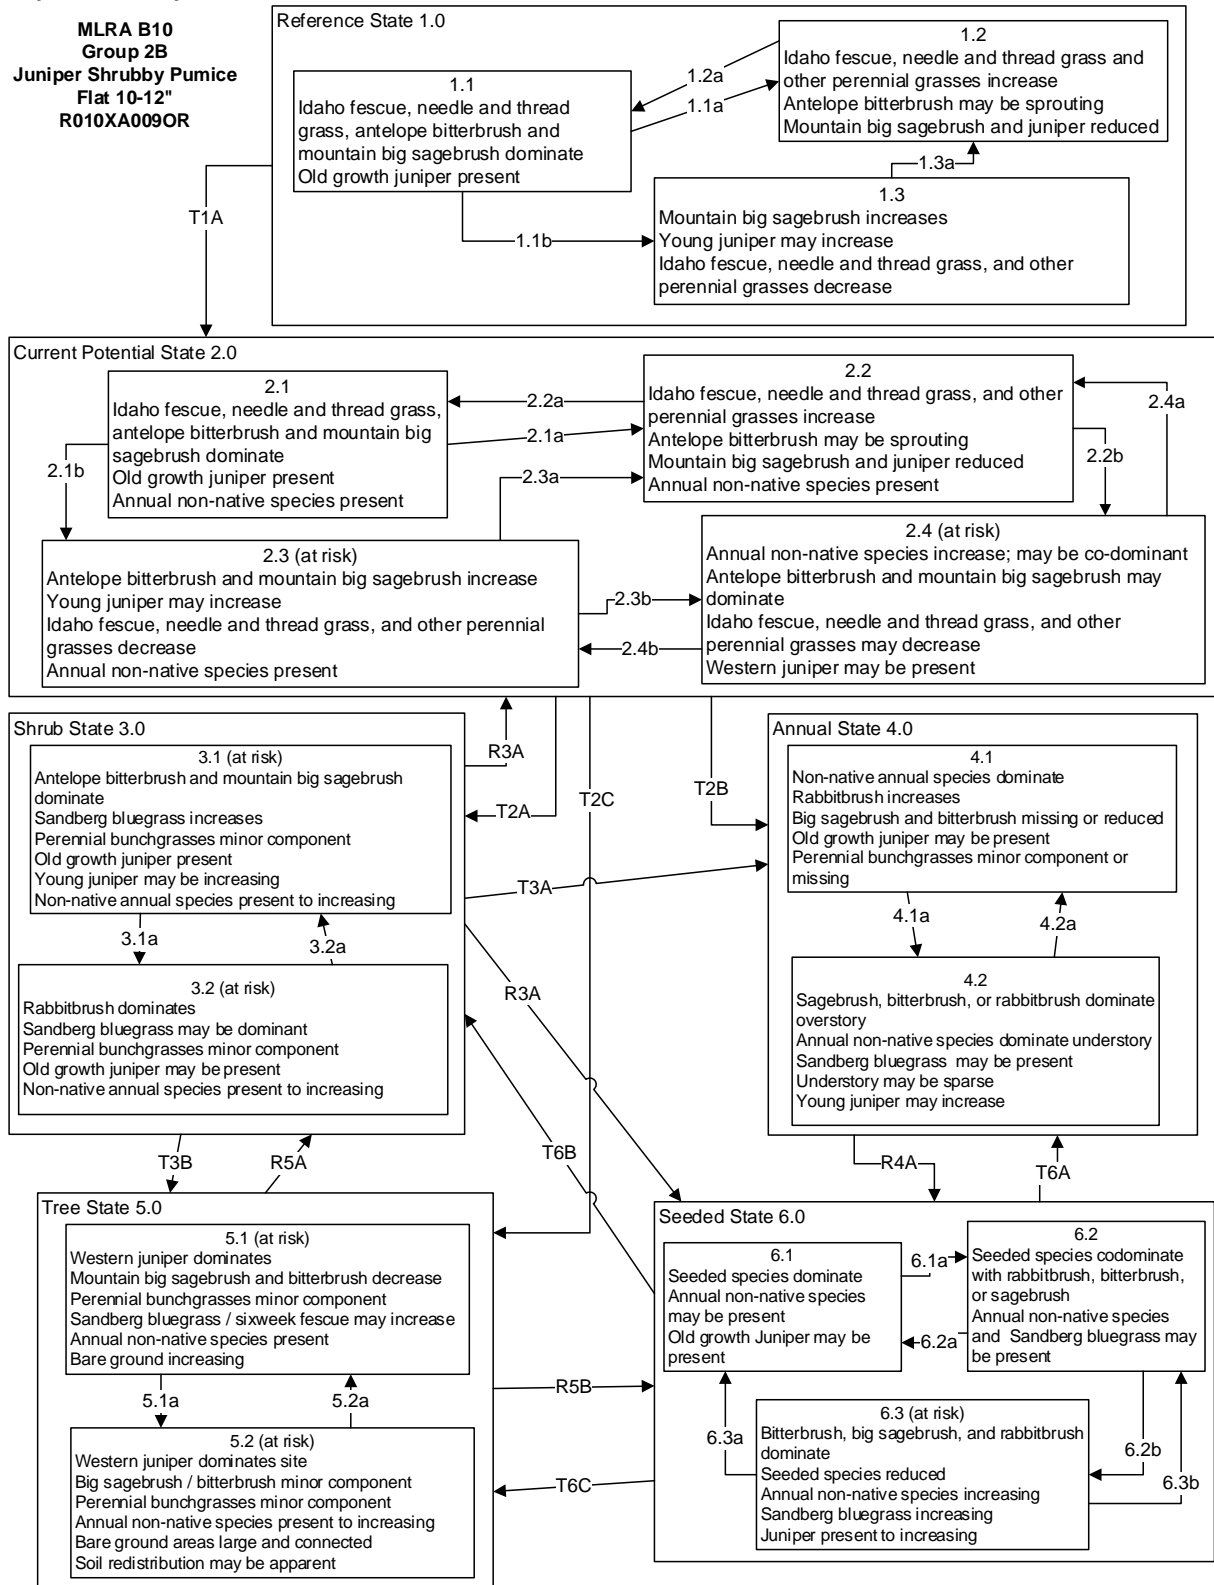 MLRA B10
Group 2B
Juniper Shrubby Pumice
Flat 10-12"
R010XA009OR
Reference State 1.0
1.1
Idaho fescue, needle and thread
grass, antelope bitterbrush and
mountain big sagebrush dominate
Old growth juniper present
1.2a
1.1a
1.2
Idaho fescue, needle and thread grass and
other perennial grasses increase
Antelope bitterbrush may be sprouting
Mountain big sagebrush and juniper reduced
1.3a
1.1b
1.3
Mountain big sagebrush increases
Young juniper may increase
Idaho fescue, needle and thread grass, and other
perennial grasses decrease
T1A
Current Potential State 2.0
2.1
Idaho fescue, needle and thread grass,
antelope bitterbrush and mountain big
sagebrush dominate
Old growth juniper present
Annual non-native species present
2.2a
2.1a
2.1b
2.3a
2.2
Idaho fescue, needle and thread grass, and other
perennial grasses increase
Antelope bitterbrush may be sprouting
Mountain big sagebrush and juniper reduced
Annual non-native species present
2.4a
2.2b
2.3 (at risk)
Antelope bitterbrush and mountain big sagebrush increase
Young juniper may increase
Idaho fescue, needle and thread grass, and other perennial
grasses decrease
Annual non-native species present
2.3b
2.4b
2.4 (at risk)
Annual non-native species increase; may be co-dominant
Antelope bitterbrush and mountain big sagebrush may
dominate
Idaho fescue, needle and thread grass, and other
perennial grasses may decrease
Western juniper may be present
R3A
T2A
T2C
T2B
Shrub State 3.0
3.1 (at risk)
Antelope bitterbrush and mountain big sagebrush
dominate
Sandberg bluegrass increases
Perennial bunchgrasses minor component
Old growth juniper present
Young juniper may be increasing
Non-native annual species present to increasing
3.1a
3.2a
3.2 (at risk)
Rabbitbrush dominates
Sandberg bluegrass may be dominant
Perennial bunchgrasses minor component
Old growth juniper may be present
Non-native annual species present to increasing
T3A
R3A
T6B
Annual State 4.0
4.1
Non-native annual species dominate
Rabbitbrush increases
Big sagebrush and bitterbrush missing or reduced
Old growth juniper may be present
Perennial bunchgrasses minor component or
missing
4.1a
4.2a
4.2
Sagebrush, bitterbrush, or rabbitbrush dominate
overstory
Annual non-native species dominate understory
Sandberg bluegrass  may be present
Understory may be sparse
Young juniper may increase
T3B
R5A
R4A
T6A
Tree State 5.0
5.1 (at risk)
Western juniper dominates
Mountain big sagebrush and bitterbrush decrease
Perennial bunchgrasses minor component
Sandberg bluegrass / sixweek fescue may increase
Annual non-native species present
Bare ground increasing
5.1a
5.2a
5.2 (at risk)
Western juniper dominates site
Big sagebrush / bitterbrush minor component
Perennial bunchgrasses minor component
Annual non-native species present to increasing
Bare ground areas large and connected
Soil redistribution may be apparent
R5B
T6C
Seeded State 6.0
6.1
Seeded species dominate
Annual non-native species
may be present
Old growth Juniper may be
present
6.1a
6.2a
6.2
Seeded species codominate
with rabbitbrush, bitterbrush,
or sagebrush
Annual non-native species
and  Sandberg bluegrass may
be present
6.3a
6.2b
6.3b
6.3 (at risk)
Bitterbrush, big sagebrush, and rabbitbrush
dominate
Seeded species reduced
Annual non-native species increasing
Sandberg bluegrass increasing
Juniper present to increasing